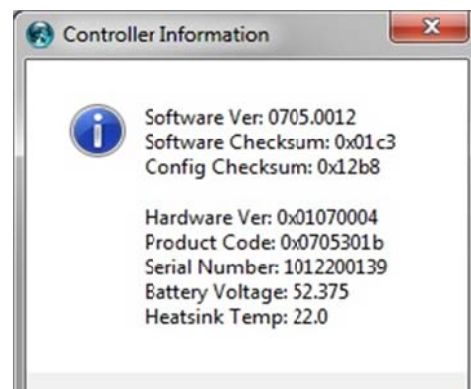 Controller Information
Software Ver: 0705.0012
Software Checksum: 0x01c3
Config Checksum: 0x12b8
Hardware Ver: 0x01070004
Product Code: 0x0705301b
Serial Number: 1012200139
Battery Voltage: 52.375
Heatsink Temp: 22.0